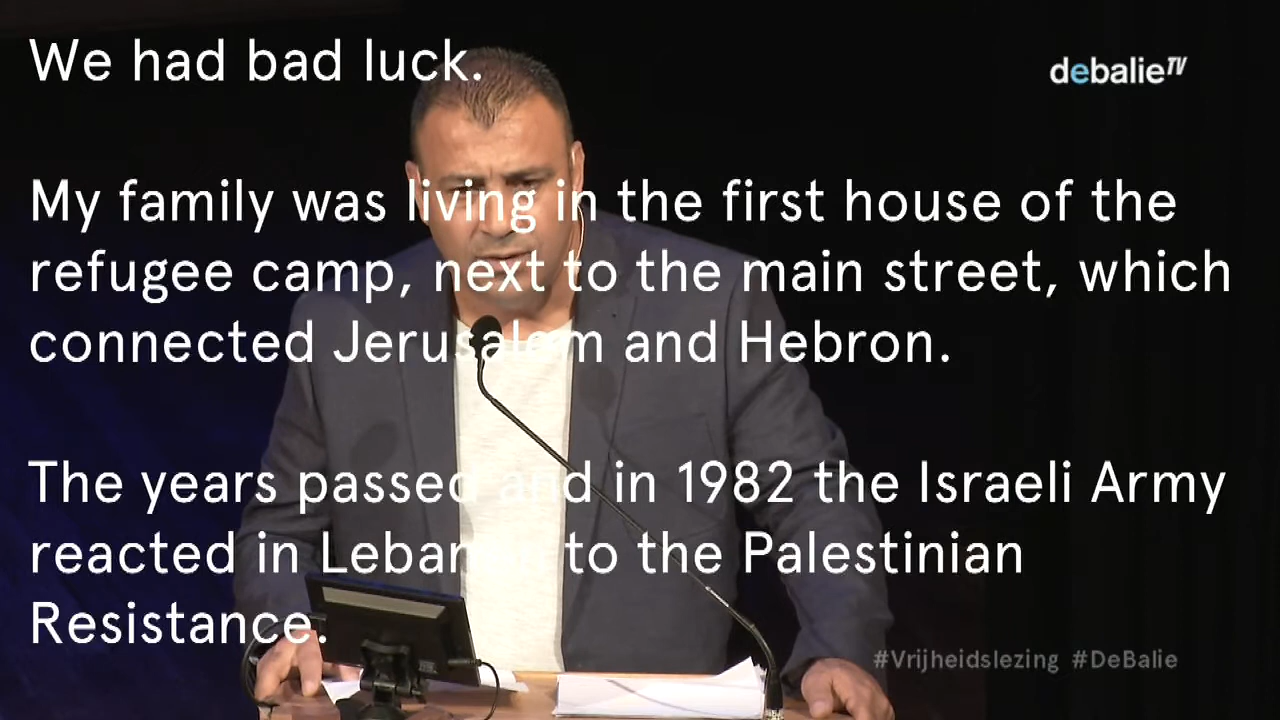 We had bad luck.
debalieTV
My family was living in the first house of the
refugee camp, next to the main street, which
connected Jerusalem and Hebron.
The years passed and in 1982 the Israeli Army
reacted in Lebanon to the Palestinian
Resistance.
#Vrijheidslezing #DeBalie